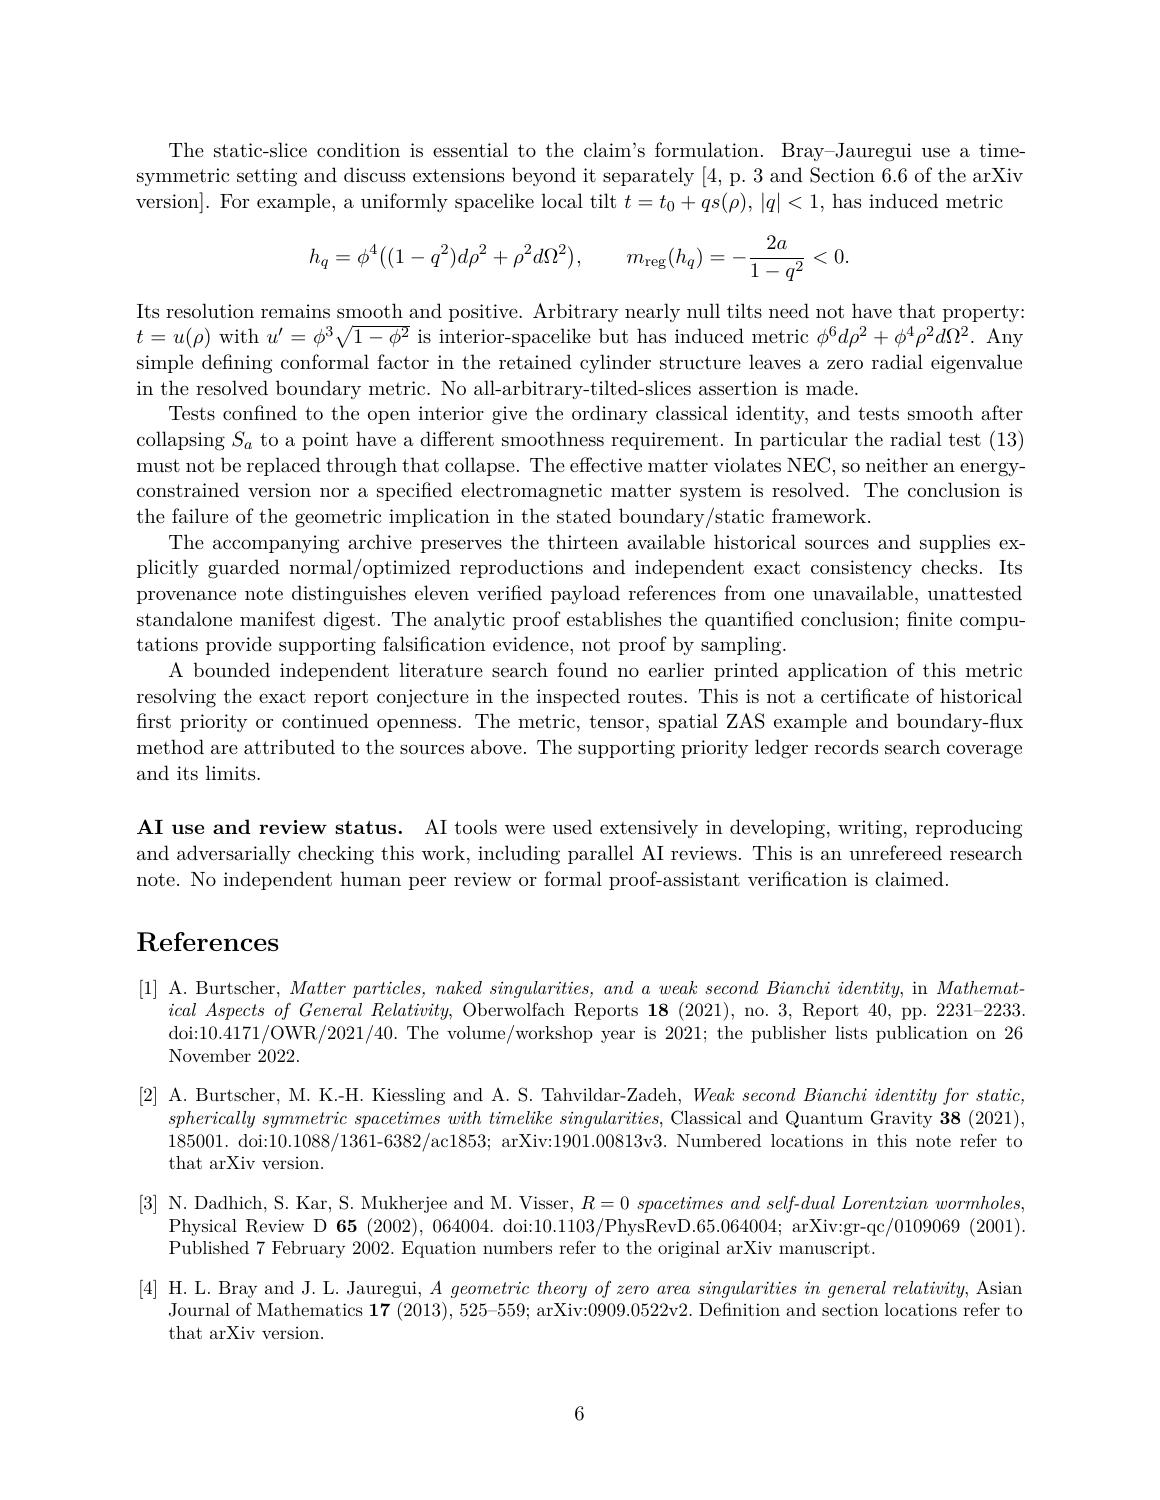 The static-slice condition is essential to the claim's formulation. Bray–Jauregui use a time-
symmetric setting and discuss extensions beyond it separately [4, p. 3 and Section 6.6 of the arXiv
version]. For example, a uniformly spacelike local tilt t = t₀ + qs(ρ), |q| < 1, has induced metric
h_q = ϕ⁴((1 − q²)dρ² + ρ²dΩ²), m_reg(h_q) = −2a/(1 − q²) < 0.
Its resolution remains smooth and positive. Arbitrary nearly null tilts need not have that property:
t = u(ρ) with u′ = ϕ³√(1 − ϕ²) is interior-spacelike but has induced metric ϕ⁶dρ² + ϕ⁴ρ²dΩ². Any
simple defining conformal factor in the retained cylinder structure leaves a zero radial eigenvalue
in the resolved boundary metric. No all-arbitrary-tilted-slices assertion is made.
Tests confined to the open interior give the ordinary classical identity, and tests smooth after
collapsing S_a to a point have a different smoothness requirement. In particular the radial test (13)
must not be replaced through that collapse. The effective matter violates NEC, so neither an energy-
constrained version nor a specified electromagnetic matter system is resolved. The conclusion is
the failure of the geometric implication in the stated boundary/static framework.
The accompanying archive preserves the thirteen available historical sources and supplies ex-
plicitly guarded normal/optimized reproductions and independent exact consistency checks. Its
provenance note distinguishes eleven verified payload references from one unavailable, unattested
standalone manifest digest. The analytic proof establishes the quantified conclusion; finite compu-
tations provide supporting falsification evidence, not proof by sampling.
A bounded independent literature search found no earlier printed application of this metric
resolving the exact report conjecture in the inspected routes. This is not a certificate of historical
first priority or continued openness. The metric, tensor, spatial ZAS example and boundary-flux
method are attributed to the sources above. The supporting priority ledger records search coverage
and its limits.
AI use and review status. AI tools were used extensively in developing, writing, reproducing
and adversarially checking this work, including parallel AI reviews. This is an unrefereed research
note. No independent human peer review or formal proof-assistant verification is claimed.
References
[1] A. Burtscher, Matter particles, naked singularities, and a weak second Bianchi identity, in Mathemat-
ical Aspects of General Relativity, Oberwolfach Reports 18 (2021), no. 3, Report 40, pp. 2231–2233.
doi:10.4171/OWR/2021/40. The volume/workshop year is 2021; the publisher lists publication on 26
November 2022.
[2] A. Burtscher, M. K.-H. Kiessling and A. S. Tahvildar-Zadeh, Weak second Bianchi identity for static,
spherically symmetric spacetimes with timelike singularities, Classical and Quantum Gravity 38 (2021),
185001. doi:10.1088/1361-6382/ac1853; arXiv:1901.00813v3. Numbered locations in this note refer to
that arXiv version.
[3] N. Dadhich, S. Kar, S. Mukherjee and M. Visser, R = 0 spacetimes and self-dual Lorentzian wormholes,
Physical Review D 65 (2002), 064004. doi:10.1103/PhysRevD.65.064004; arXiv:gr-qc/0109069 (2001).
Published 7 February 2002. Equation numbers refer to the original arXiv manuscript.
[4] H. L. Bray and J. L. Jauregui, A geometric theory of zero area singularities in general relativity, Asian
Journal of Mathematics 17 (2013), 525–559; arXiv:0909.0522v2. Definition and section locations refer to
that arXiv version.
6